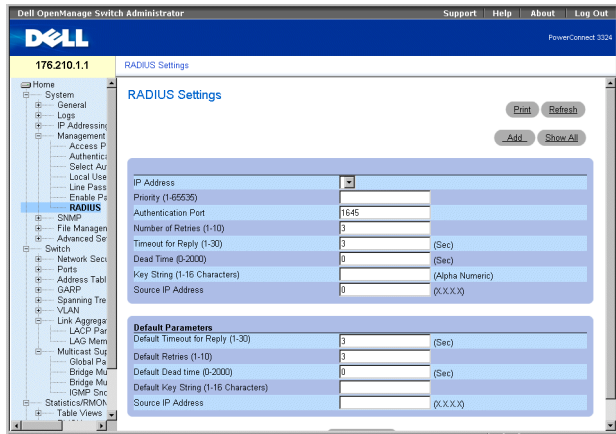 Dell OpenManage Switch Administrator
Support Help About Log Out
DELL
PowerConnect 3324
176.210.1.1
RADIUS Settings
Home
System
General
Logs
IP Addressing
Management
Access P
Authentic
Select Au
Local Use
Line Pass
Enable Pa
RADIUS
SNMP
File Managen
Advanced Se
Switch
Network Secu
Ports
Address Tabl
GARP
Spanning Tre
VLAN
Link Aggrega
LACP Par
LAG Mem
Multicast Sup
Global Pa
Bridge Mu
Bridge Mu
IGMP Sno
Statistics/RMON
Table Views
RADIUS Settings
Print Refresh
Add Show All
IP Address
Priority (1-65535)
Authentication Port 1645
Number of Retries (1-10) 3
Timeout for Reply (1-30) 3 (Sec)
Dead Time (0-2000) 0 (Sec)
Key String (1-16 Characters) (Alpha Numeric)
Source IP Address 0 (X.X.X.X)
Default Parameters
Default Timeout for Reply (1-30) 3 (Sec)
Default Retries (1-10) 3
Default Dead time (0-2000) 0 (Sec)
Default Key String (1-16 Characters)
Source IP Address (X.X.X.X)